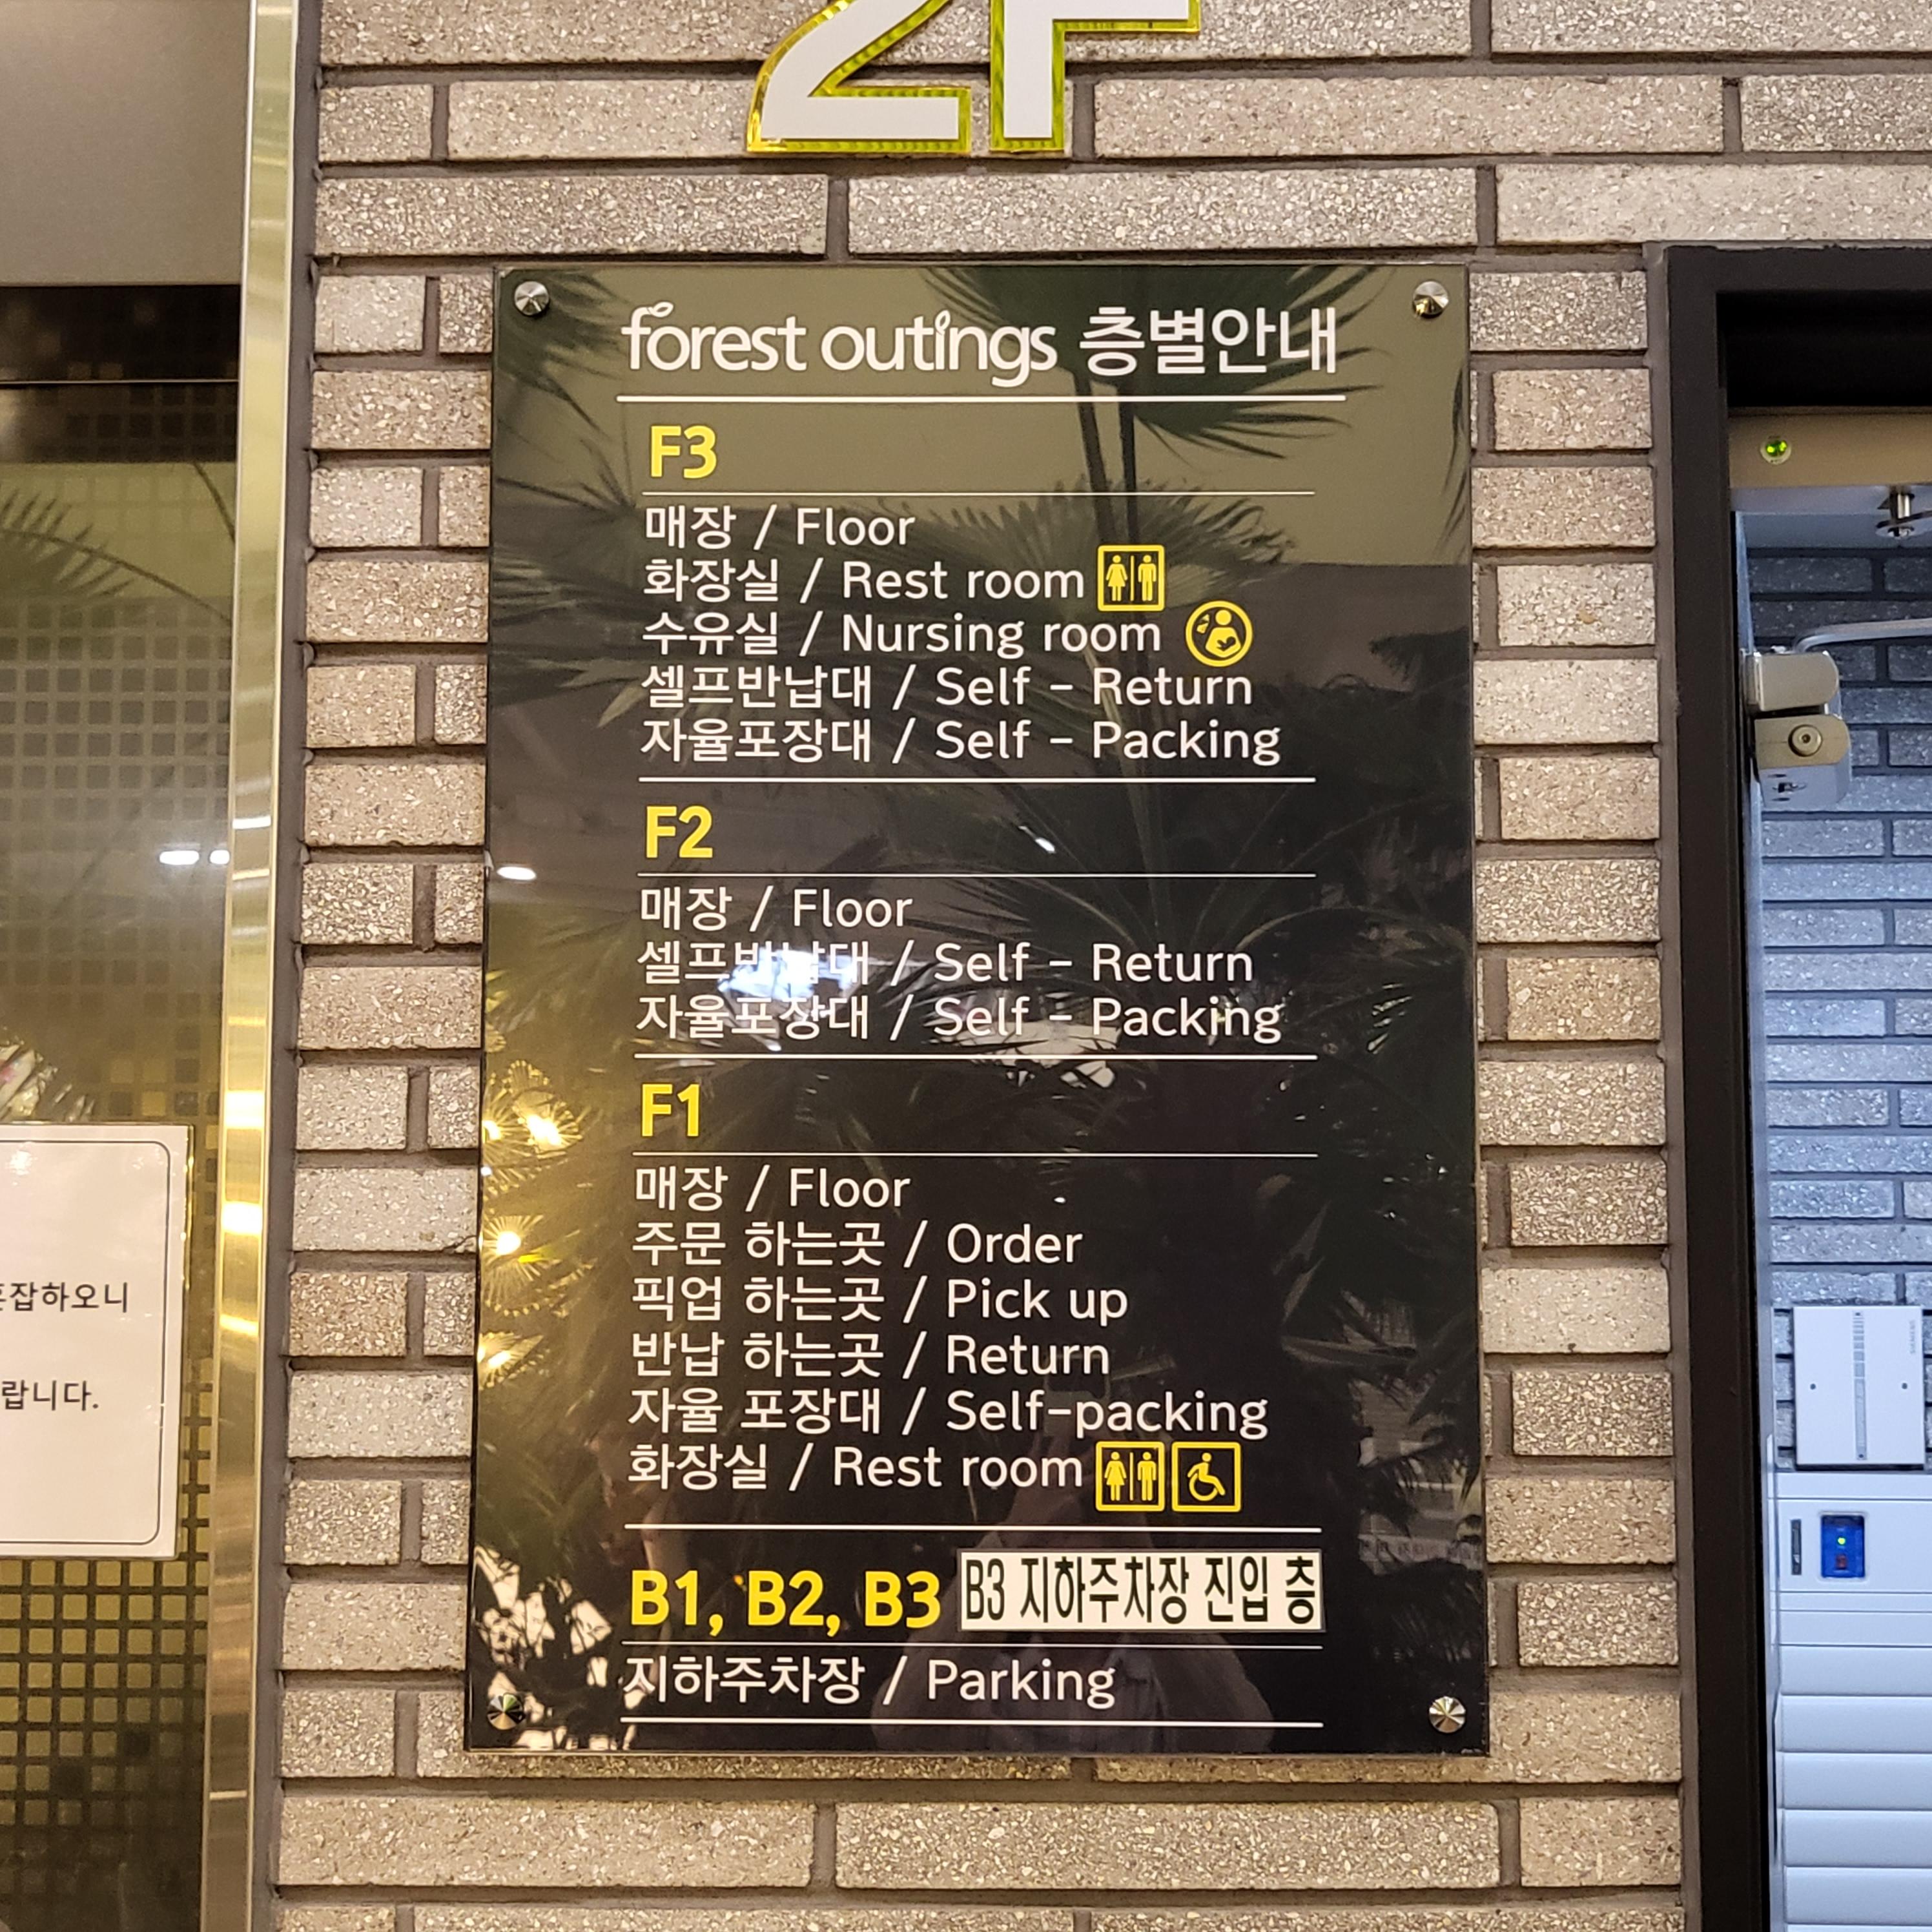 2F
forest outings 층별안내
F3
매장 / Floor
화장실 / Rest room
수유실 / Nursing room
셀프반납대 / Self - Return
자율포장대 / Self - Packing
F2
매장 / Floor
셀프반납대 / Self - Return
자율포장대 / Self - Packing
F1
매장 / Floor
주문 하는곳 / Order
픽업 하는곳 / Pick up
반납 하는곳 / Return
자율 포장대 / Self-packing
화장실 / Rest room
B1, B2, B3 B3 지하주차장 진입 층
지하주차장 / Parking
잡하오니
랍니다.